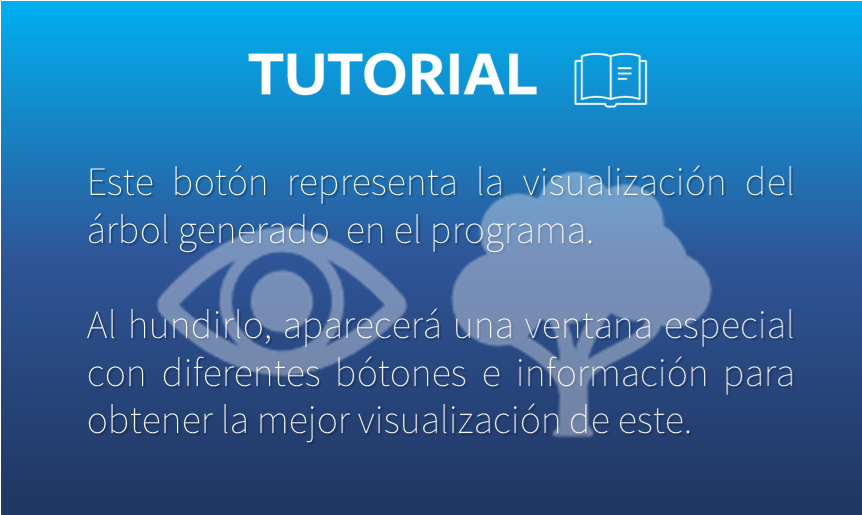 TUTORIAL
Este botón representa la visualización del
árbol generado en el programa.
Al hundirlo, aparecerá una ventana especial
con diferentes bótones e información para
obtener la mejor visualización de este.